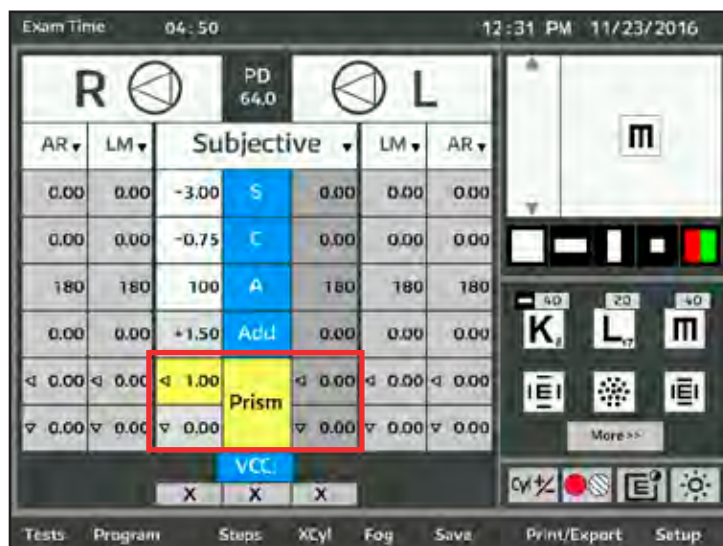 Exam Time 04:50 12:31 PM 11/23/2016
R PD 64.0 L
AR LM Subjective LM AR
0.00 0.00 -3.00 S 0.00 0.00 0.00
0.00 0.00 -0.75 C 0.00 0.00 0.00
180 180 100 A 180 180 180
0.00 0.00 +1.50 Add 0.00 0.00 0.00
0.00 0.00 1.00 Prism 0.00 0.00 0.00
0.00 0.00 0.00 0.00 0.00 0.00
VCC:
X X X
m
40 20 40
K L m
E E
More >>
Cyl +/- E
Tests Program Steps XCyl Fog Save Print/Export Setup